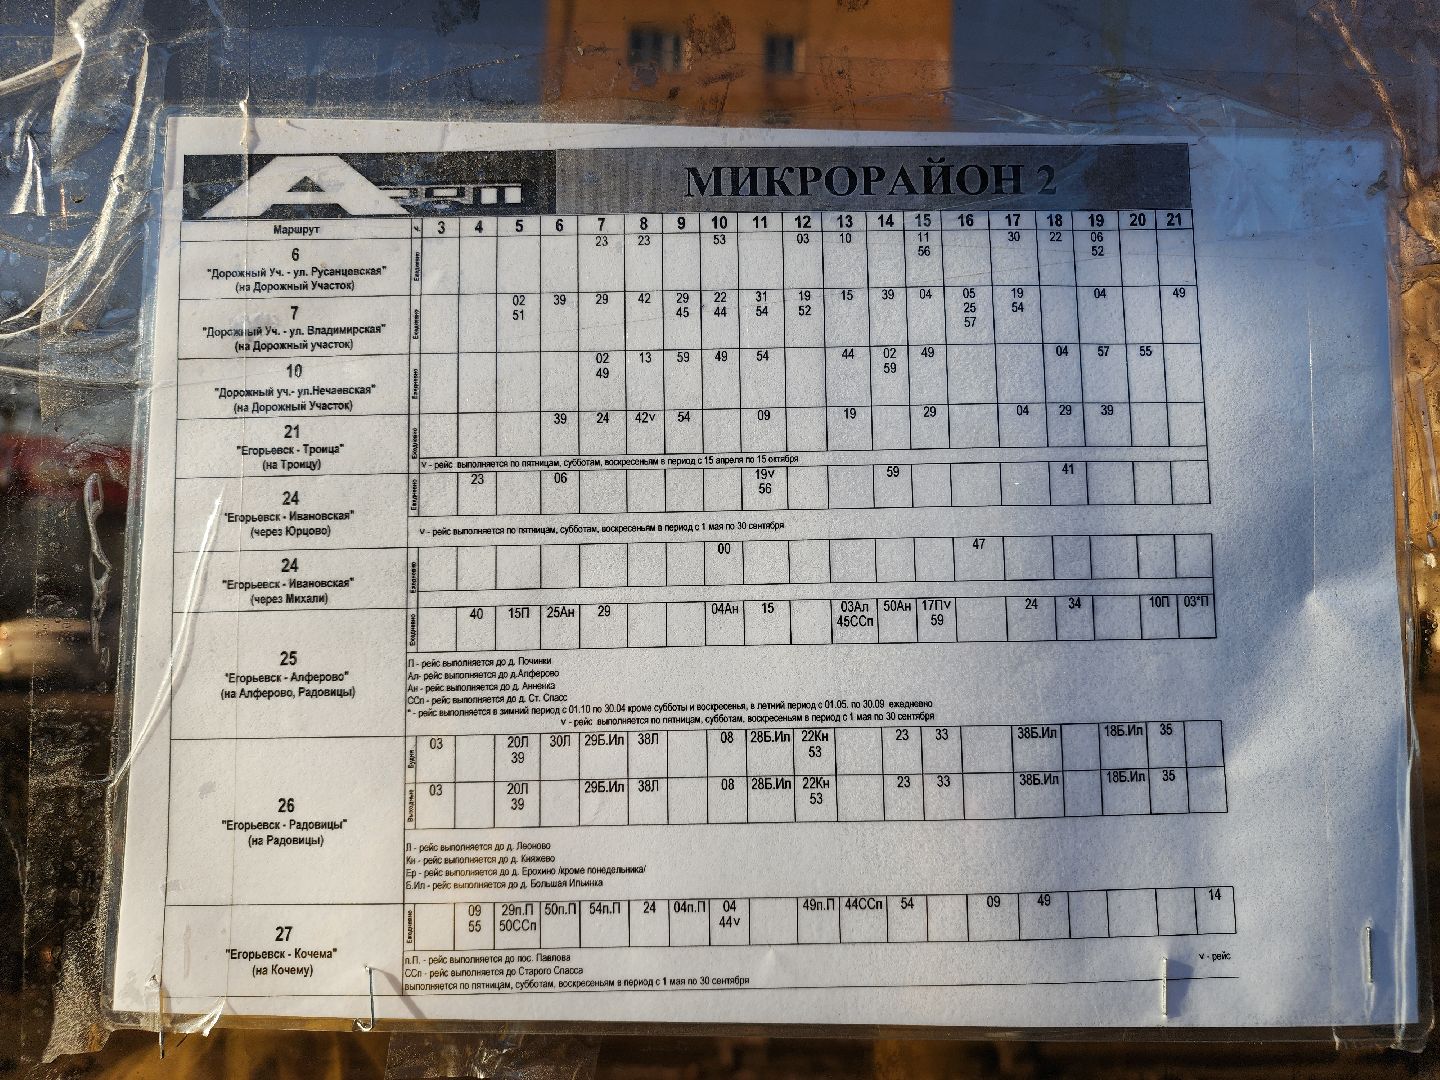 МИКРОРАЙОН 2
Маршрут ч. 3 4 5 6 7 8 9 10 11 12 13 14 15 16 17 18 19 20 21
6
"Дорожный Уч. - ул. Русанцевская"
(на Дорожный Участок)
Ежедневно
23 23 53 03 10 11 30 22 06
56 52
7
"Дорожный Уч. - ул. Владимирская"
(на Дорожный участок)
Ежедневно
02 39 29 42 29 22 31 19 15 39 04 05 19 04 49
51 45 44 54 52 25 54
57
10
"Дорожный уч.- ул.Нечаевская"
(на Дорожный Участок)
Ежедневно
02 13 59 49 54 44 02 49 04 57 55
49 59
21
"Егорьевск - Троица"
(на Троицу)
Ежедневно
39 24 42v 54 09 19 29 04 29 39
v - рейс выполняется по пятницам, субботам, воскресеньям в период с 15 апреля по 15 октября
24
"Егорьевск - Ивановская"
(через Юрцово)
Ежедневно
23 06 19v 59 41
56
v - рейс выполняется по пятницам, субботам, воскресеньям в период с 1 мая по 30 сентября
24
"Егорьевск - Ивановская"
(через Михали)
Ежедневно
00 47
25
"Егорьевск - Алферово"
(на Алферово, Радовицы)
Ежедневно
40 15П 25Ан 29 04Ан 15 03Ал 50Ан 17Пv 24 34 10П 03*П
45ССп 59
П - рейс выполняется до д. Починки
Ал- рейс выполняется до д.Алферово
Ан - рейс выполняется до д. Анненка
ССп - рейс выполняется до д. Ст. Спасс
* - рейс выполняется в зимний период с 01.10 по 30.04 кроме субботы и воскресенья, в летний период с 01.05. по 30.09 ежедневно
v - рейс выполняется по пятницам, субботам, воскресеньям в период с 1 мая по 30 сентября
26
"Егорьевск - Радовицы"
(на Радовицы)
Будни
03 20Л 30Л 29Б.Ил 38Л 08 28Б.Ил 22Кн 23 33 38Б.Ил 18Б.Ил 35
39 53
Выходные
03 20Л 29Б.Ил 38Л 08 28Б.Ил 22Кн 23 33 38Б.Ил 18Б.Ил 35
39 53
Л - рейс выполняется до д. Леоново
Кн - рейс выполняется до д. Княжево
Ер - рейс выполняется до д. Ерохино /кроме понедельника/
Б.Ил - рейс выполняется до д. Большая Ильинка
27
"Егорьевск - Кочема"
(на Кочему)
Ежедневно
09 29п.П 50п.П 54п.П 24 04п.П 04 49п.П 44ССп 54 09 49 14
55 50ССп 44v
п.П. - рейс выполняется до пос. Павлова
v - рейс
ССп - рейс выполняется до Старого Спасса
выполняется по пятницам, субботам, воскресеньям в период с 1 мая по 30 сентября